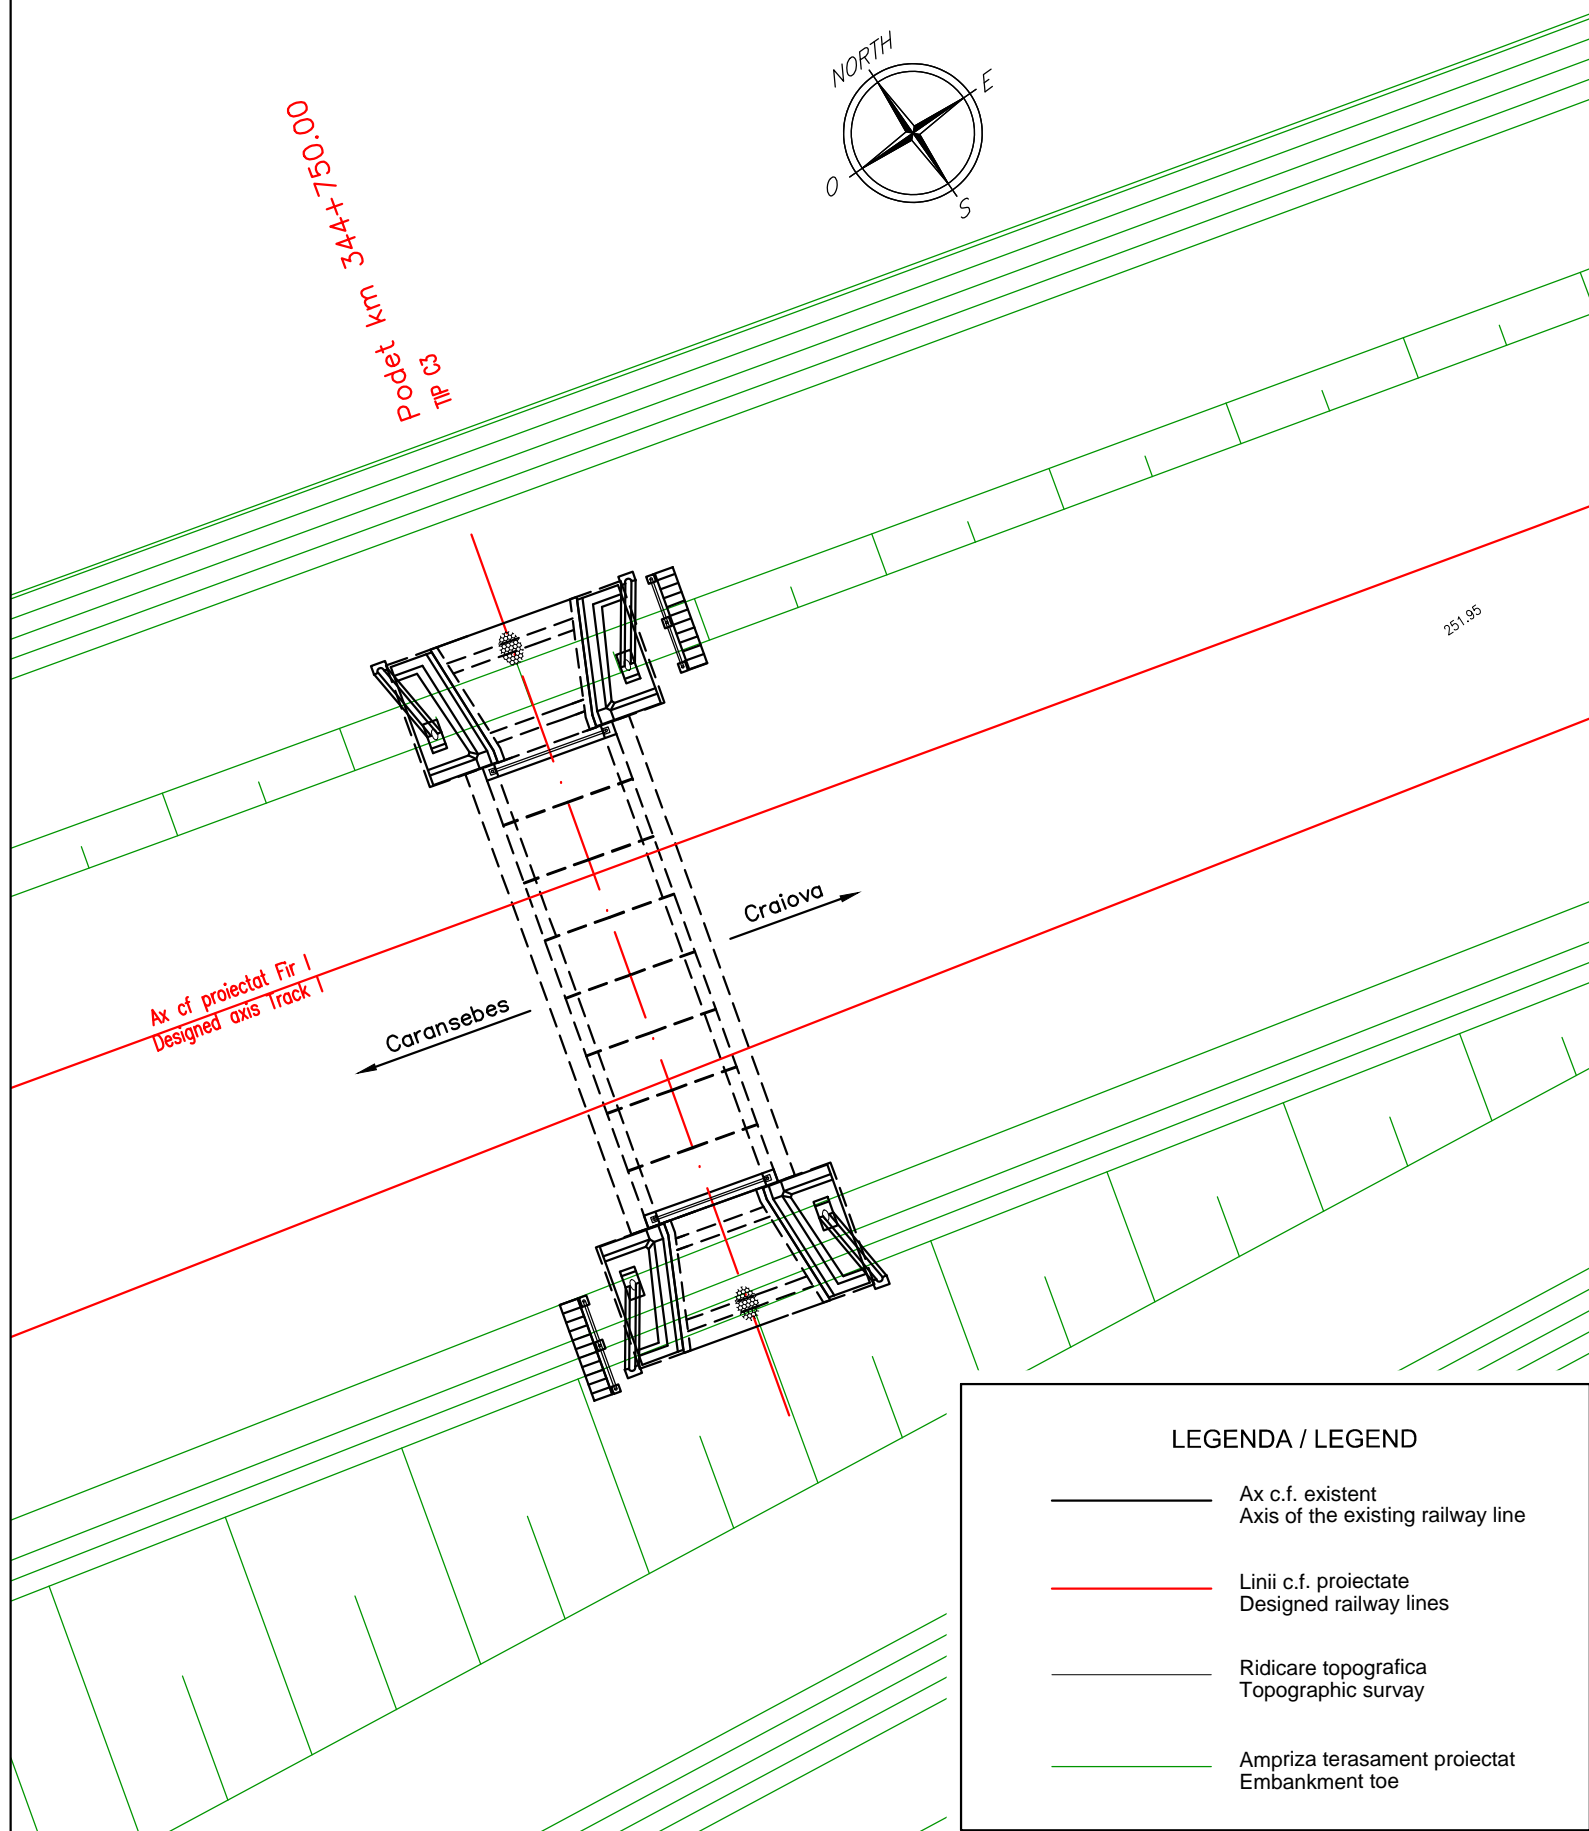 NORTH
E
O
S
Podet km 344+750.00
TIP C3
251.95
Craiova
Ax cf proiectat Fir I
Designed axis Track I
Caransebes
LEGENDA / LEGEND
Ax c.f. existent
Axis of the existing railway line
Linii c.f. proiectate
Designed railway lines
Ridicare topografica
Topographic survay
Ampriza terasament proiectat
Embankment toe